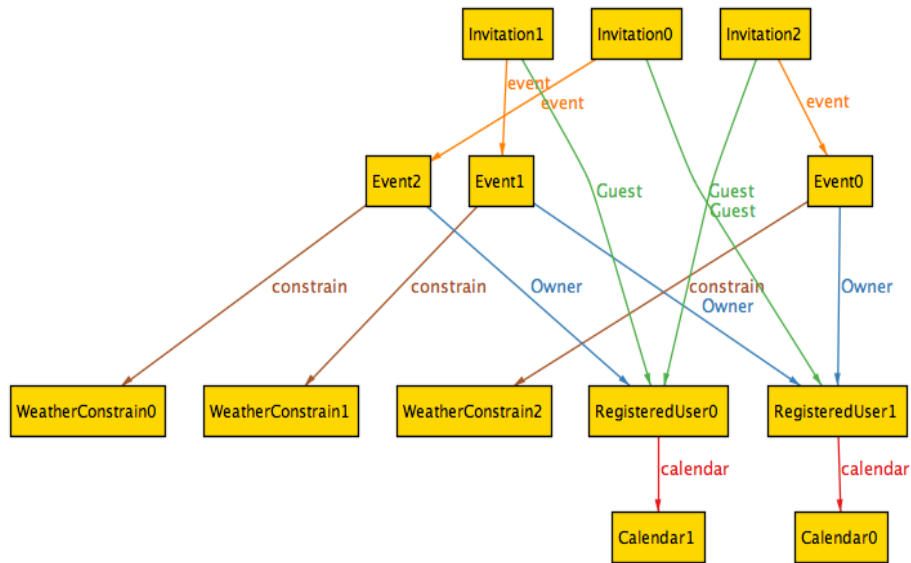 Invitation1 Invitation0 Invitation2
event
event
event
Event2 Event1 Event0
Guest
Guest
Guest
constrain constrain Owner constrain Owner
Owner
WeatherConstrain0 WeatherConstrain1 WeatherConstrain2 RegisteredUser0 RegisteredUser1
calendar calendar
Calendar1 Calendar0